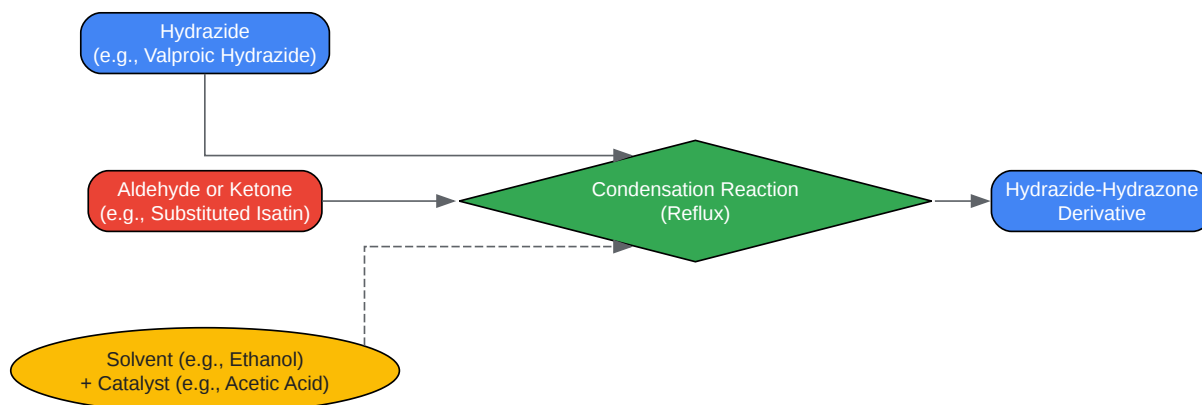 Hydrazide
(e.g., Valproic Hydrazide)
Aldehyde or Ketone
(e.g., Substituted Isatin)
Condensation Reaction
(Reflux)
Hydrazide-Hydrazone
Derivative
Solvent (e.g., Ethanol)
+ Catalyst (e.g., Acetic Acid)